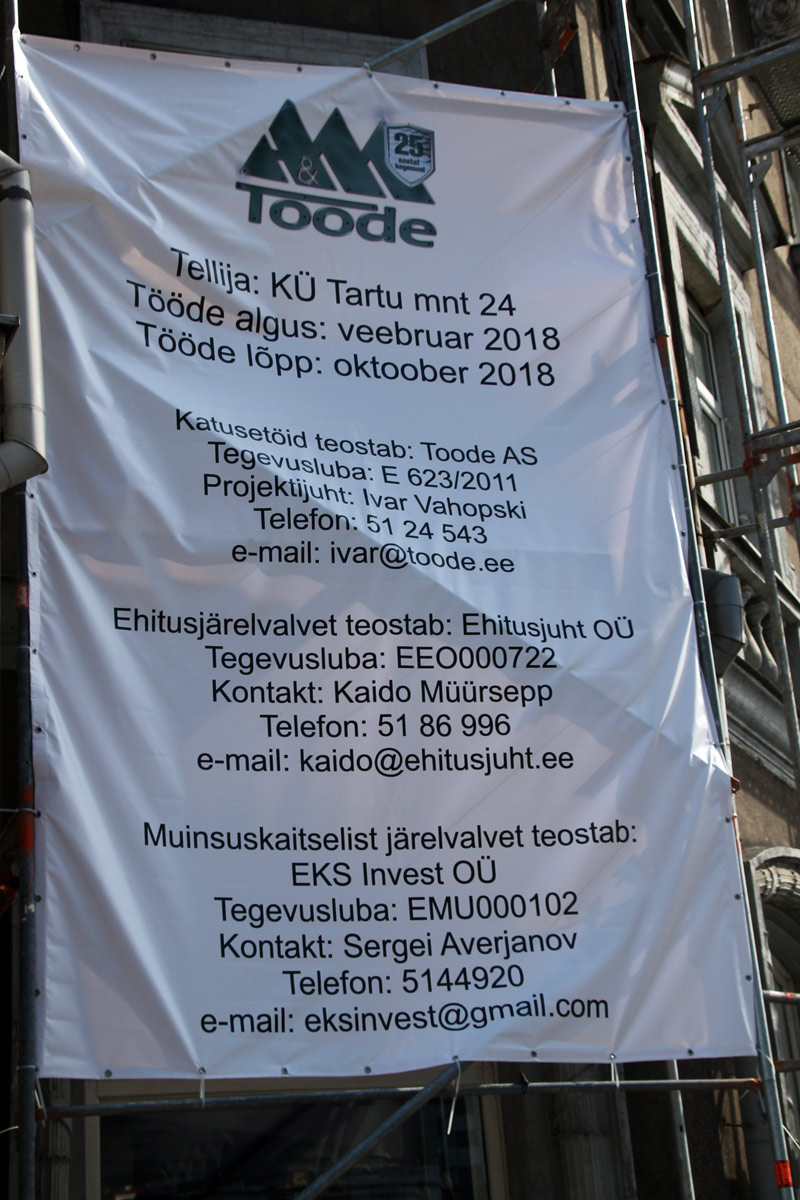 25
aastat
kogemusi
&
Toode
Tellija: KÜ Tartu mnt 24
Tööde algus: veebruar 2018
Tööde lõpp: oktoober 2018
Katusetöid teostab: Toode AS
Tegevusluba: E 623/2011
Projektijuht: Ivar Vahopski
Telefon: 51 24 543
e-mail: ivar@toode.ee
Ehitusjärelvalvet teostab: Ehitusjuht OÜ
Tegevusluba: EEO000722
Kontakt: Kaido Müürsepp
Telefon: 51 86 996
e-mail: kaido@ehitusjuht.ee
Muinsuskaitselist järelvalvet teostab:
EKS Invest OÜ
Tegevusluba: EMU000102
Kontakt: Sergei Averjanov
Telefon: 5144920
e-mail: eksinvest@gmail.com